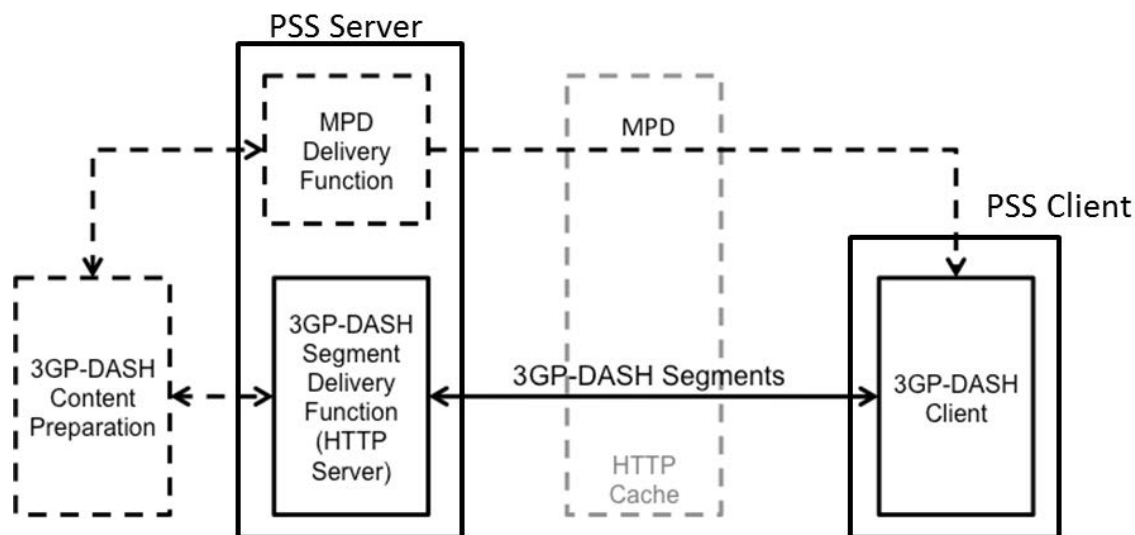 PSS Server
MPD
Delivery
Function
MPD
PSS Client
3GP-DASH
Content
Preparation
3GP-DASH
Segment
Delivery
Function
(HTTP
Server)
3GP-DASH Segments
HTTP
Cache
3GP-DASH
Client